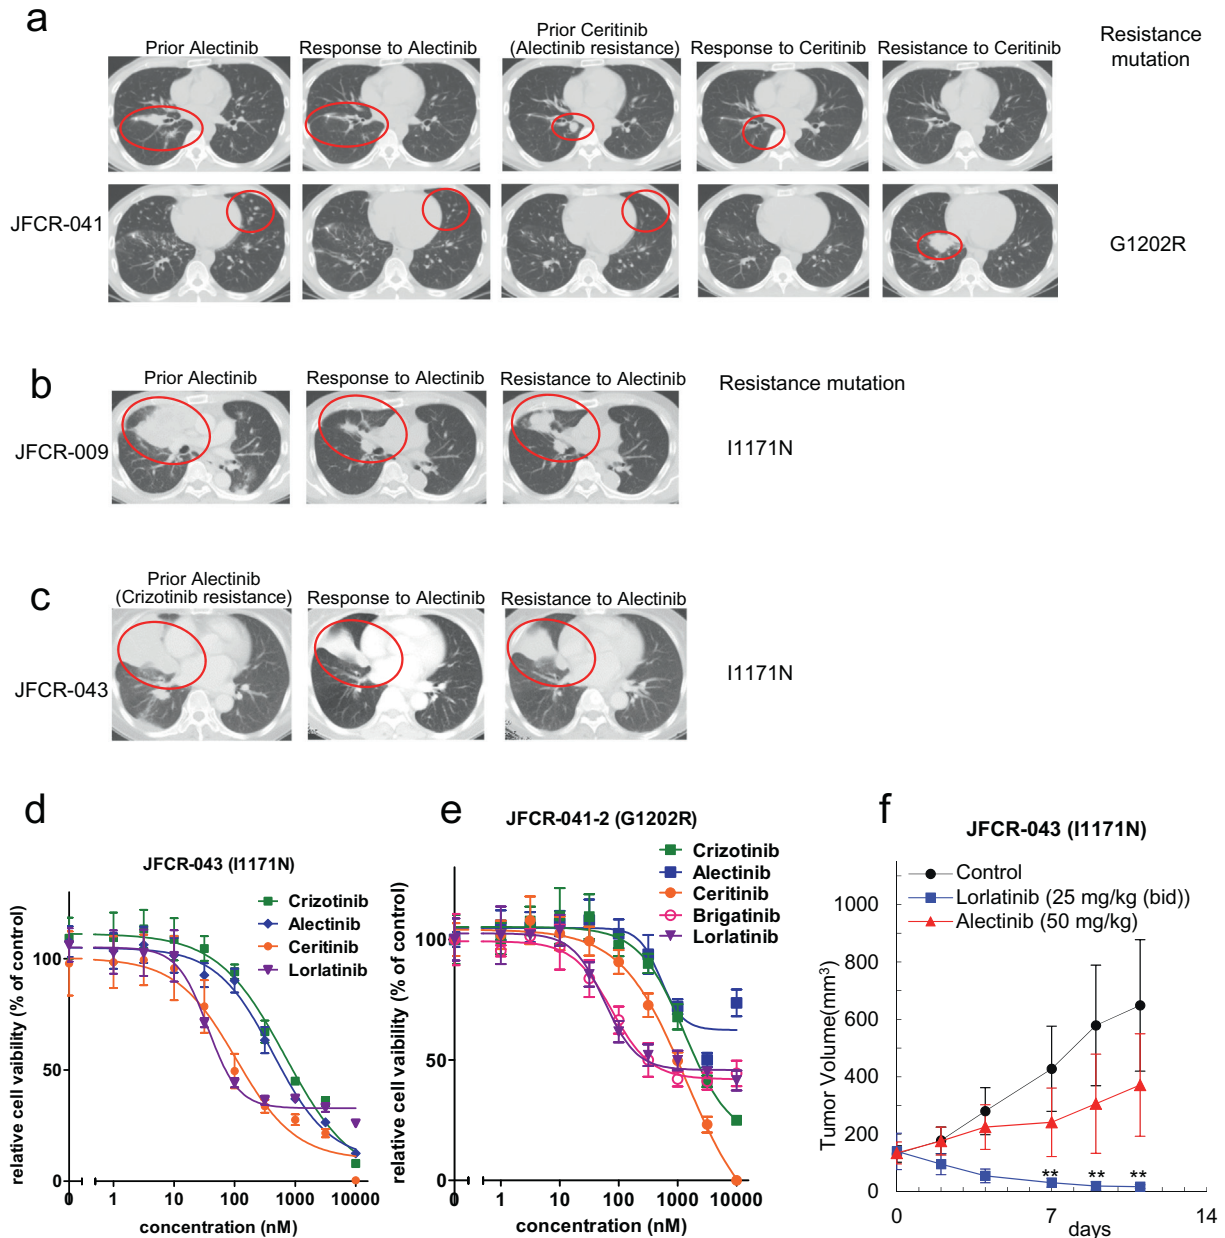 a
Prior Alectinib
Response to Alectinib
Prior Ceritinib
(Alectinib resistance)
Response to Ceritinib
Resistance to Ceritinib
Resistance
mutation
JFCR-041
G1202R
b
Prior Alectinib
Response to Alectinib
Resistance to Alectinib
Resistance mutation
JFCR-009
I1171N
c
Prior Alectinib
(Crizotinib resistance)
Response to Alectinib
Resistance to Alectinib
JFCR-043
I1171N
d
JFCR-043 (I1171N)
Crizotinib
Alectinib
Ceritinib
Lorlatinib
relative cell vaibility (% of control)
100
50
0
0 1 10 100 1000 10000
concentration (nM)
e
JFCR-041-2 (G1202R)
Crizotinib
Alectinib
Ceritinib
Brigatinib
Lorlatinib
relative cell vaibility (% of control)
100
50
0
0 1 10 100 1000 10000
concentration (nM)
f
JFCR-043 (I1171N)
Control
Lorlatinib (25 mg/kg (bid))
Alectinib (50 mg/kg)
Tumor Volume(mm³)
1000
800
600
400
200
0
** ** **
0 7 14
days